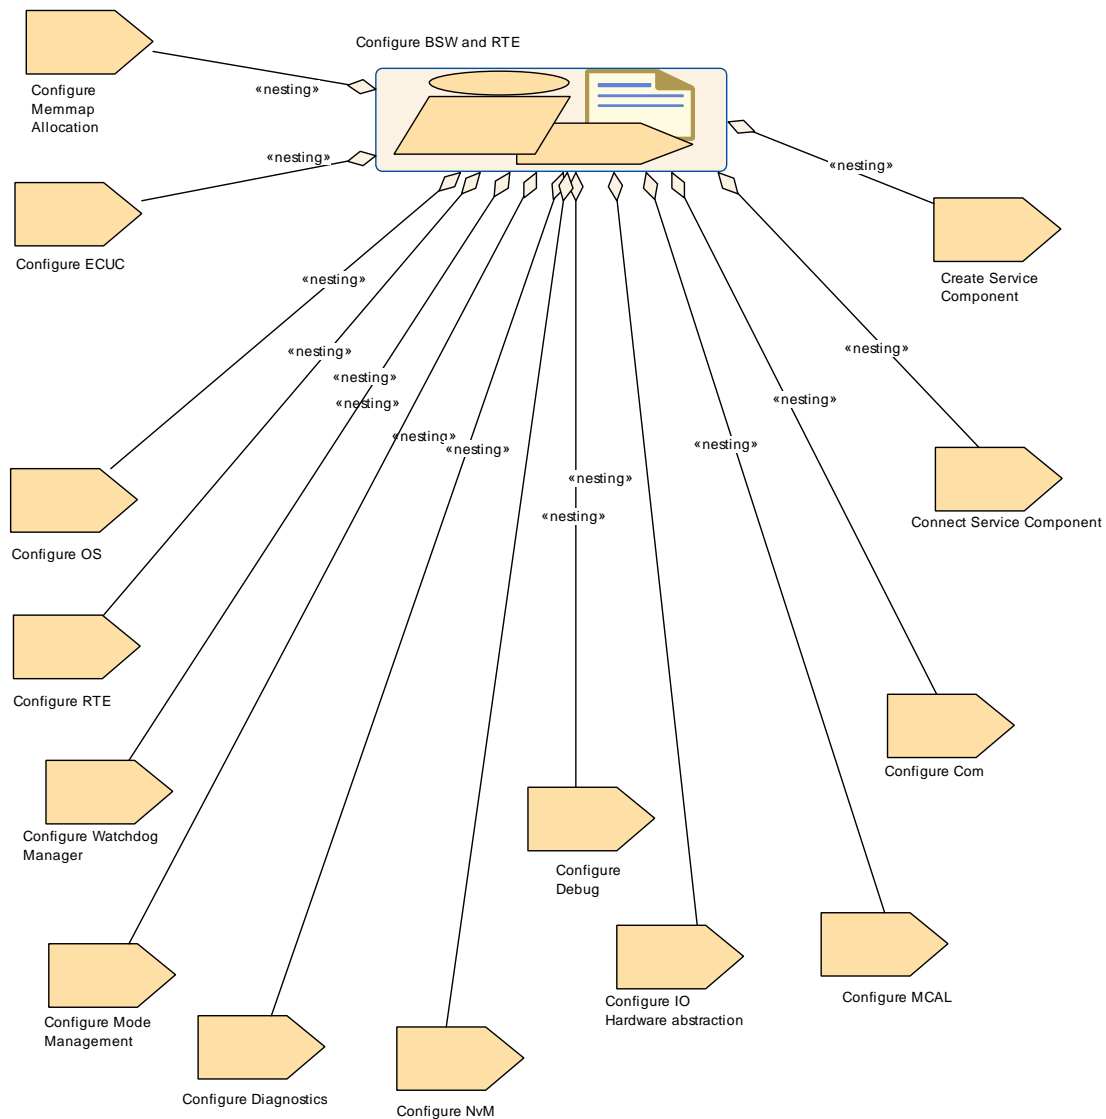 Configure BSW and RTE
Configure
Memmap
Allocation
«nesting»
«nesting»
«nesting»
Configure ECUC
Create Service
Component
«nesting»
«nesting»
«nesting»
«nesting»
«nesting»
«nesting»
«nesting»
«nesting»
«nesting»
«nesting»
«nesting»
«nesting»
Connect Service Component
Configure OS
Configure RTE
Configure Com
Configure Watchdog
Manager
Configure
Debug
Configure IO
Hardware abstraction
Configure MCAL
Configure Mode
Management
Configure Diagnostics
Configure NvM